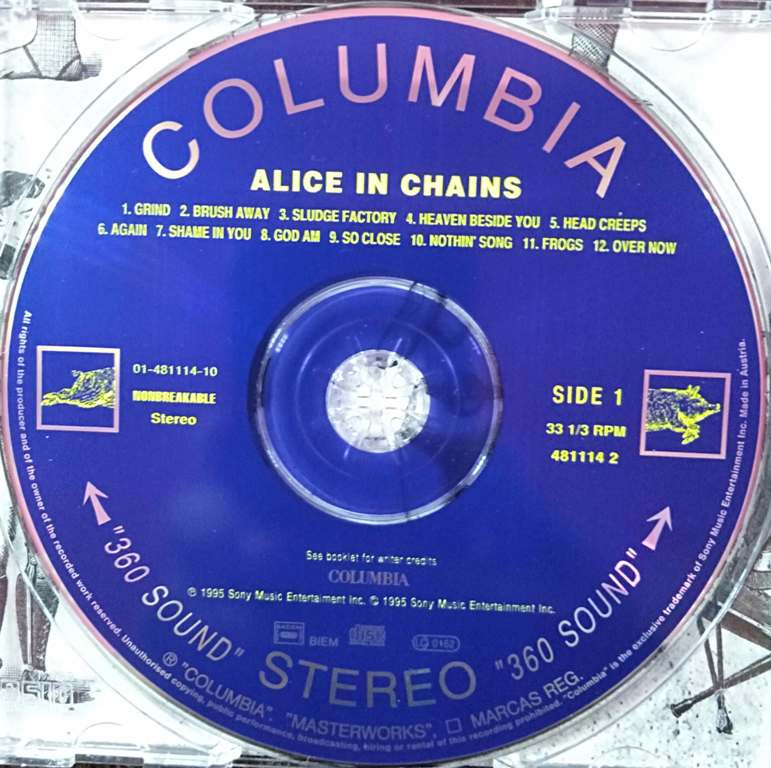 COLUMBIA
ALICE IN CHAINS
1. GRIND 2. BRUSH AWAY 3. SLUDGE FACTORY 4. HEAVEN BESIDE YOU 5. HEAD CREEPS
6. AGAIN 7. SHAME IN YOU 8. GOD AM 9. SO CLOSE 10. NOTHIN' SONG 11. FROGS 12. OVER NOW
01-481114-10
NONBREAKABLE
Stereo
SIDE 1
33 1/3 RPM
481114 2
See booklet for writer credits
COLUMBIA
℗ 1995 Sony Music Entertaiment Inc. © 1995 Sony Music Entertainment Inc.
BIEM
disc
LC 0162
"360 SOUND" STEREO "360 SOUND"
® "COLUMBIA", "MASTERWORKS", MARCAS REG.
All rights of the producer and of the owner of the recorded work reserved. Unauthorised copying, public performance, broadcasting, hiring or rental of this recording prohibited. "Columbia" is the exclusive trademark of Sony Music Entertainment Inc. Made in Austria.